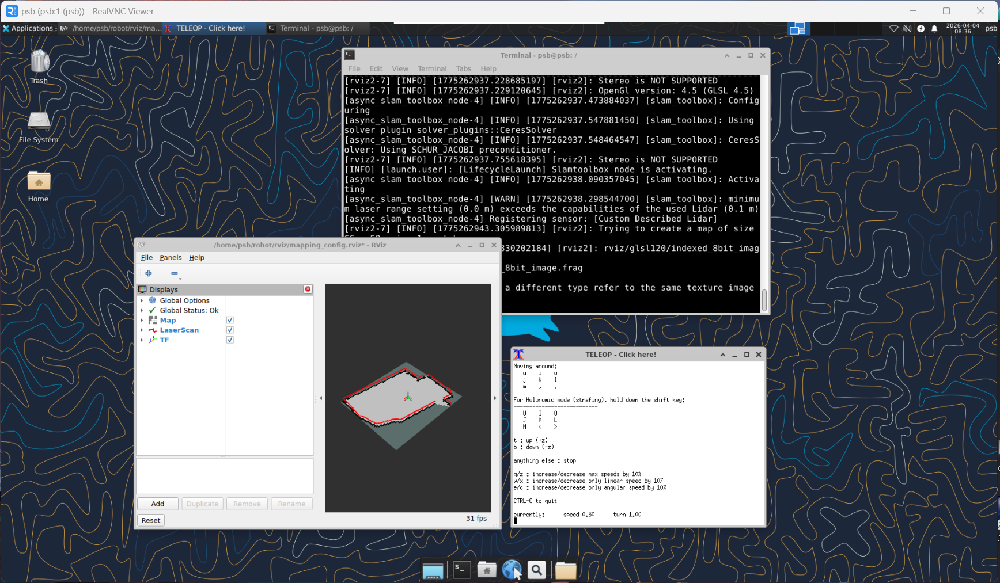 psb (psb:1 (psb)) - RealVNC Viewer
Applications
/home/psb/robot/rviz/ma...
TELEOP - Click here!
Terminal - psb@psb: /
2026-04-04
08:36
psb
Trash
File System
Home
Terminal - psb@psb: /
File Edit View Terminal Tabs Help
[rviz2-7] [INFO] [1775262937.228685197] [rviz2]: Stereo is NOT SUPPORTED
[rviz2-7] [INFO] [1775262937.229120645] [rviz2]: OpenGl version: 4.5 (GLSL 4.5)
[async_slam_toolbox_node-4] [INFO] [1775262937.473884037] [slam_toolbox]: Config
uring
[async_slam_toolbox_node-4] [INFO] [1775262937.547881450] [slam_toolbox]: Using
solver plugin solver_plugins::CeresSolver
[async_slam_toolbox_node-4] [INFO] [1775262937.548464547] [slam_toolbox]: CeresS
olver: Using SCHUR_JACOBI preconditioner.
[rviz2-7] [INFO] [1775262937.755618395] [rviz2]: Stereo is NOT SUPPORTED
[INFO] [launch.user]: [LifecycleLaunch] Slamtoolbox node is activating.
[async_slam_toolbox_node-4] [INFO] [1775262938.090357045] [slam_toolbox]: Activa
ting
[async_slam_toolbox_node-4] [WARN] [1775262938.298544700] [slam_toolbox]: minimu
m laser range setting (0.0 m) exceeds the capabilities of the used Lidar (0.1 m)
[async_slam_toolbox_node-4] Registering sensor: [Custom Described Lidar]
[rviz2-7] [INFO] [1775262943.305989813] [rviz2]: Trying to create a map of size
330202184] [rviz2]: rviz/glsl120/indexed_8bit_imag
_8bit_image.frag
a different type refer to the same texture image
/home/psb/robot/rviz/mapping_config.rviz* - RViz
File Panels Help
Displays
Global Options
Global Status: Ok
Map
LaserScan
TF
Add Duplicate Remove Rename
Reset
31 fps
TELEOP - Click here!
Moving around:
u i o
j k l
m , .
For Holonomic mode (strafing), hold down the shift key:
---------------------------
U I O
J K L
M < >
t : up (+z)
b : down (-z)
anything else : stop
q/z : increase/decrease max speeds by 10%
w/x : increase/decrease only linear speed by 10%
e/c : increase/decrease only angular speed by 10%
CTRL-C to quit
currently: speed 0.50 turn 1.00